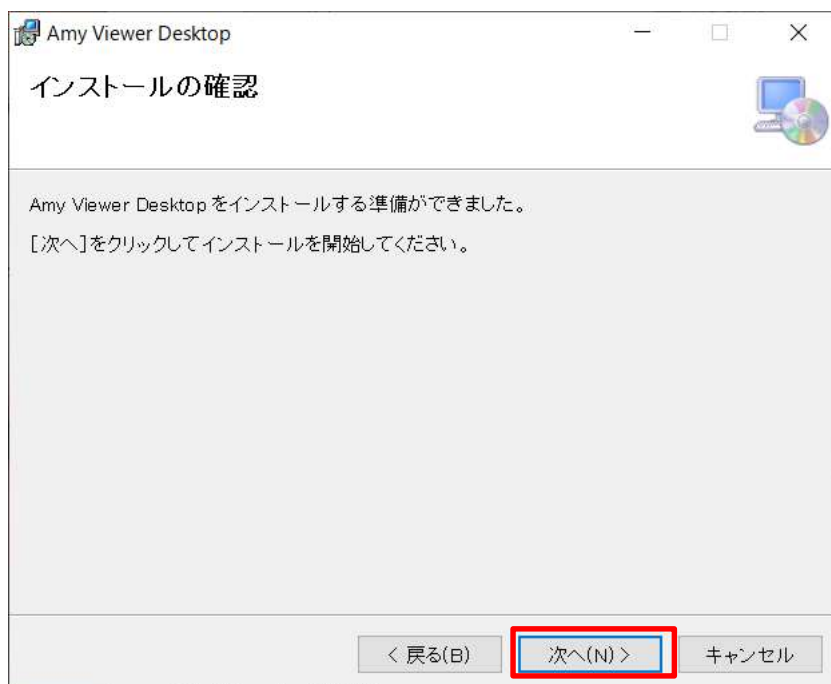 Amy Viewer Desktop
インストールの確認
Amy Viewer Desktop をインストールする準備ができました。
[次へ]をクリックしてインストールを開始してください。
< 戻る(B)
次へ(N) >
キャンセル